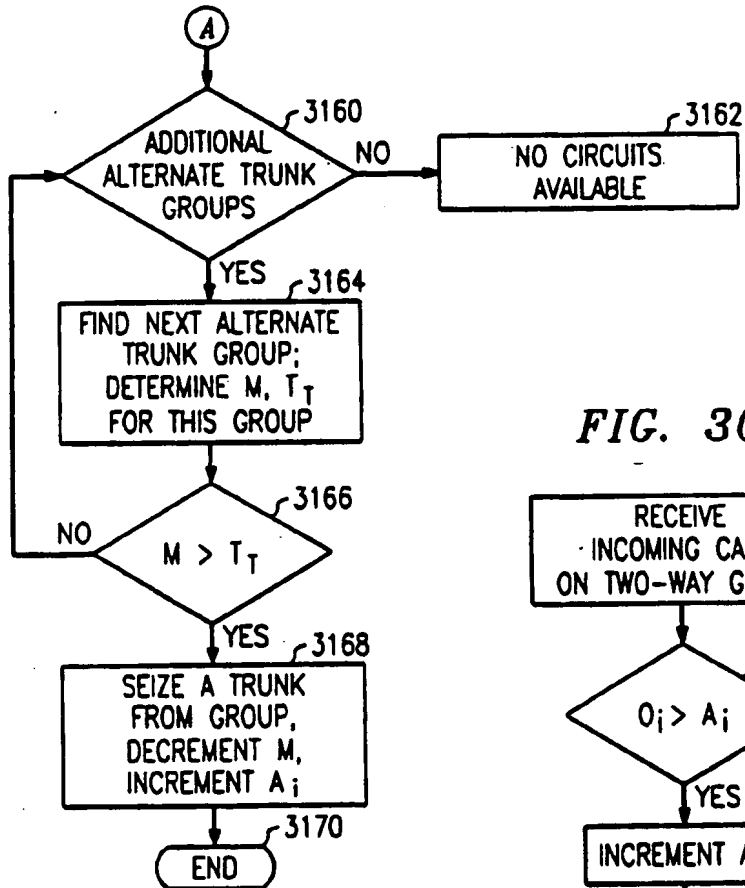 A
3160
ADDITIONAL
ALTERNATE TRUNK
GROUPS
NO
3162
NO CIRCUITS
AVAILABLE
YES
3164
FIND NEXT ALTERNATE
TRUNK GROUP;
DETERMINE M, T_T
FOR THIS GROUP
3166
NO
M > T_T
YES
3168
SEIZE A TRUNK
FROM GROUP,
DECREMENT M,
INCREMENT A_i
3170
END
FIG.
RECEIVE
INCOMING
ON TWO-WAY
O_i > A_i
YES
INCREMENT